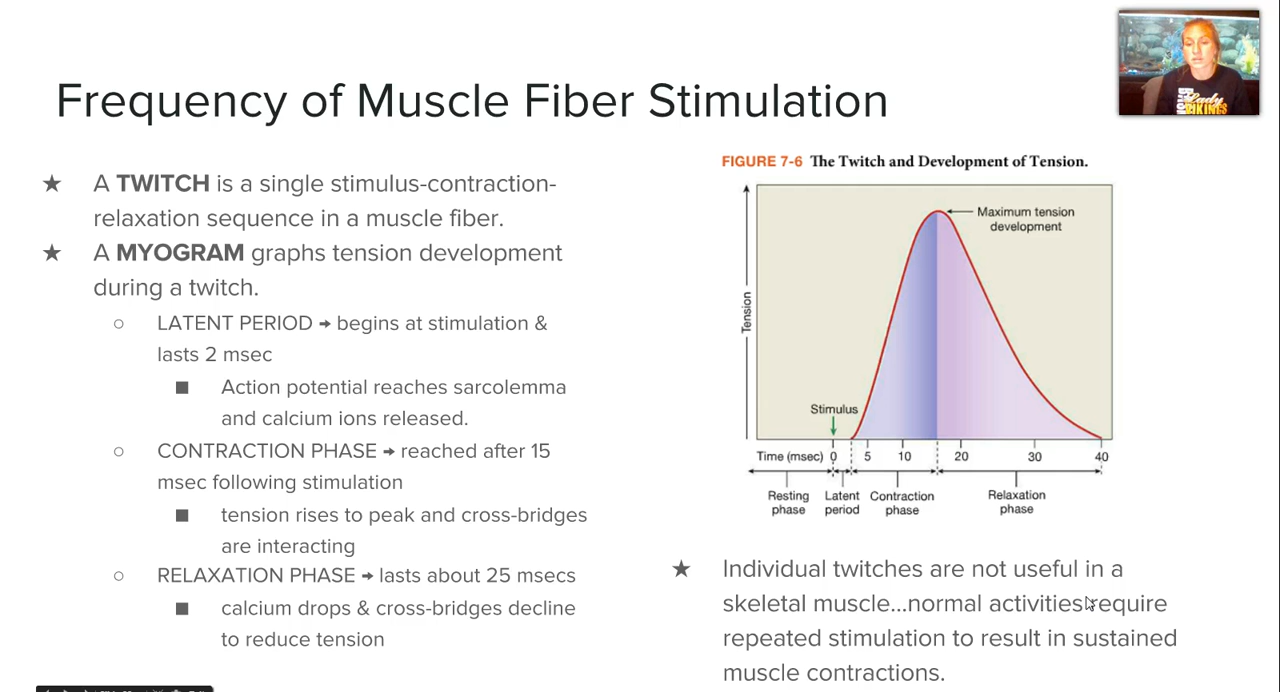 Frequency of Muscle Fiber Stimulation
★ A TWITCH is a single stimulus-contraction-
relaxation sequence in a muscle fiber.
★ A MYOGRAM graphs tension development
during a twitch.
○ LATENT PERIOD → begins at stimulation &
lasts 2 msec
■ Action potential reaches sarcolemma
and calcium ions released.
○ CONTRACTION PHASE → reached after 15
msec following stimulation
■ tension rises to peak and cross-bridges
are interacting
○ RELAXATION PHASE → lasts about 25 msecs
■ calcium drops & cross-bridges decline
to reduce tension
FIGURE 7-6 The Twitch and Development of Tension.
Maximum tension
development
Tension
Stimulus
Time (msec) 0 5 10 20 30 40
Resting
phase
Latent
period
Contraction
phase
Relaxation
phase
★ Individual twitches are not useful in a
skeletal muscle...normal activities require
repeated stimulation to result in sustained
muscle contractions.
Lady